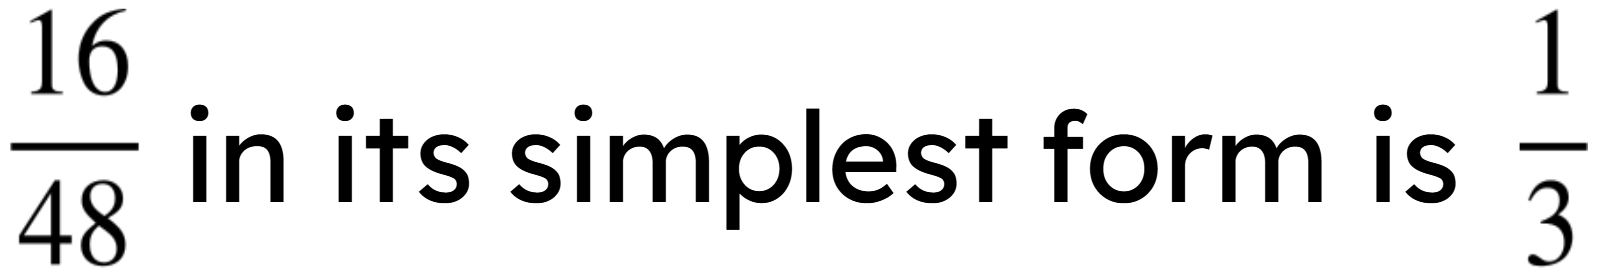 16/48 in its simplest form is 1/3